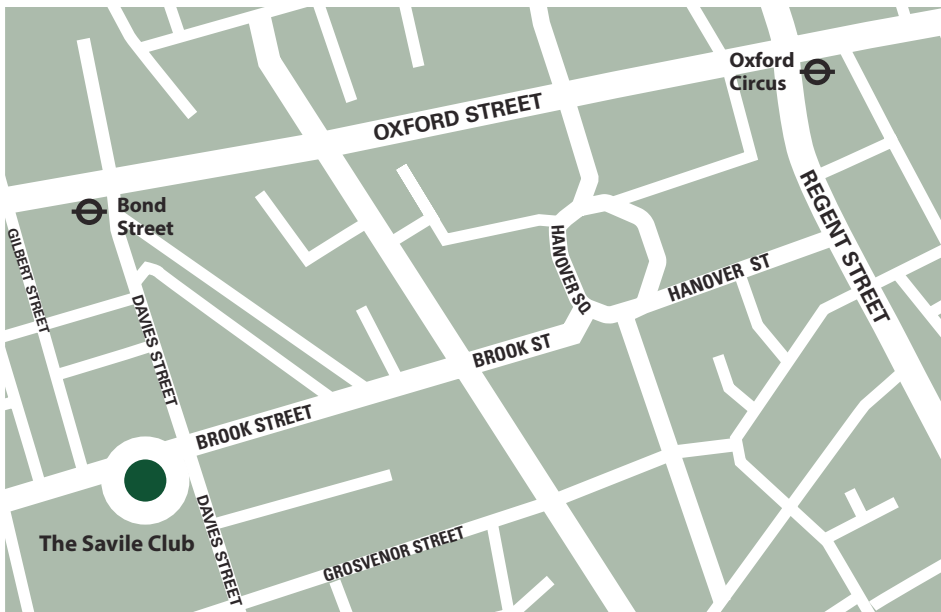 Oxford
Circus
OXFORD STREET
Bond
Street
REGENT STREET
GILBERT STREET
HANOVER SQ.
HANOVER ST
DAVIES STREET
BROOK ST
BROOK STREET
The Savile Club
DAVIES STREET
GROSVENOR STREET